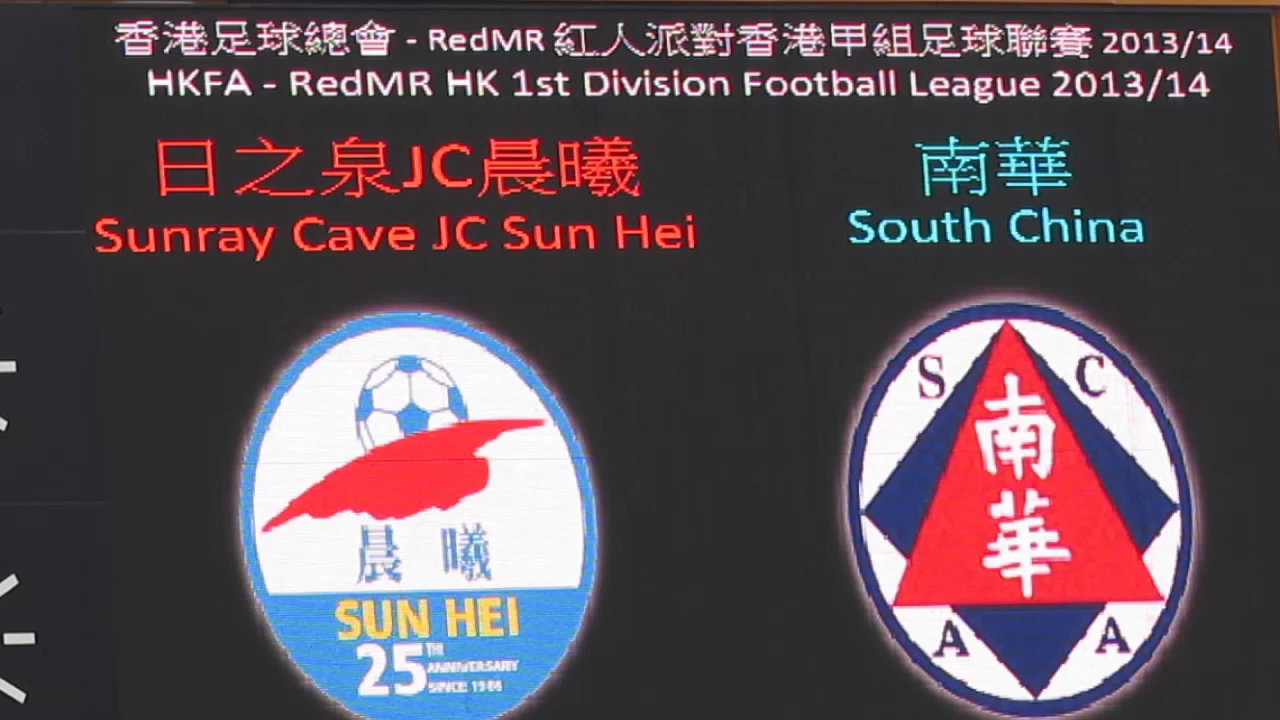 香港足球總會 - RedMR 紅人派對香港甲組足球聯賽 2013/14
HKFA - RedMR HK 1st Division Football League 2013/14
日之泉JC晨曦
Sunray Cave JC Sun Hei
南華
South China
晨曦
SUN HEI
25TH ANNIVERSARY
SINCE 1986
S C
南
華
A A